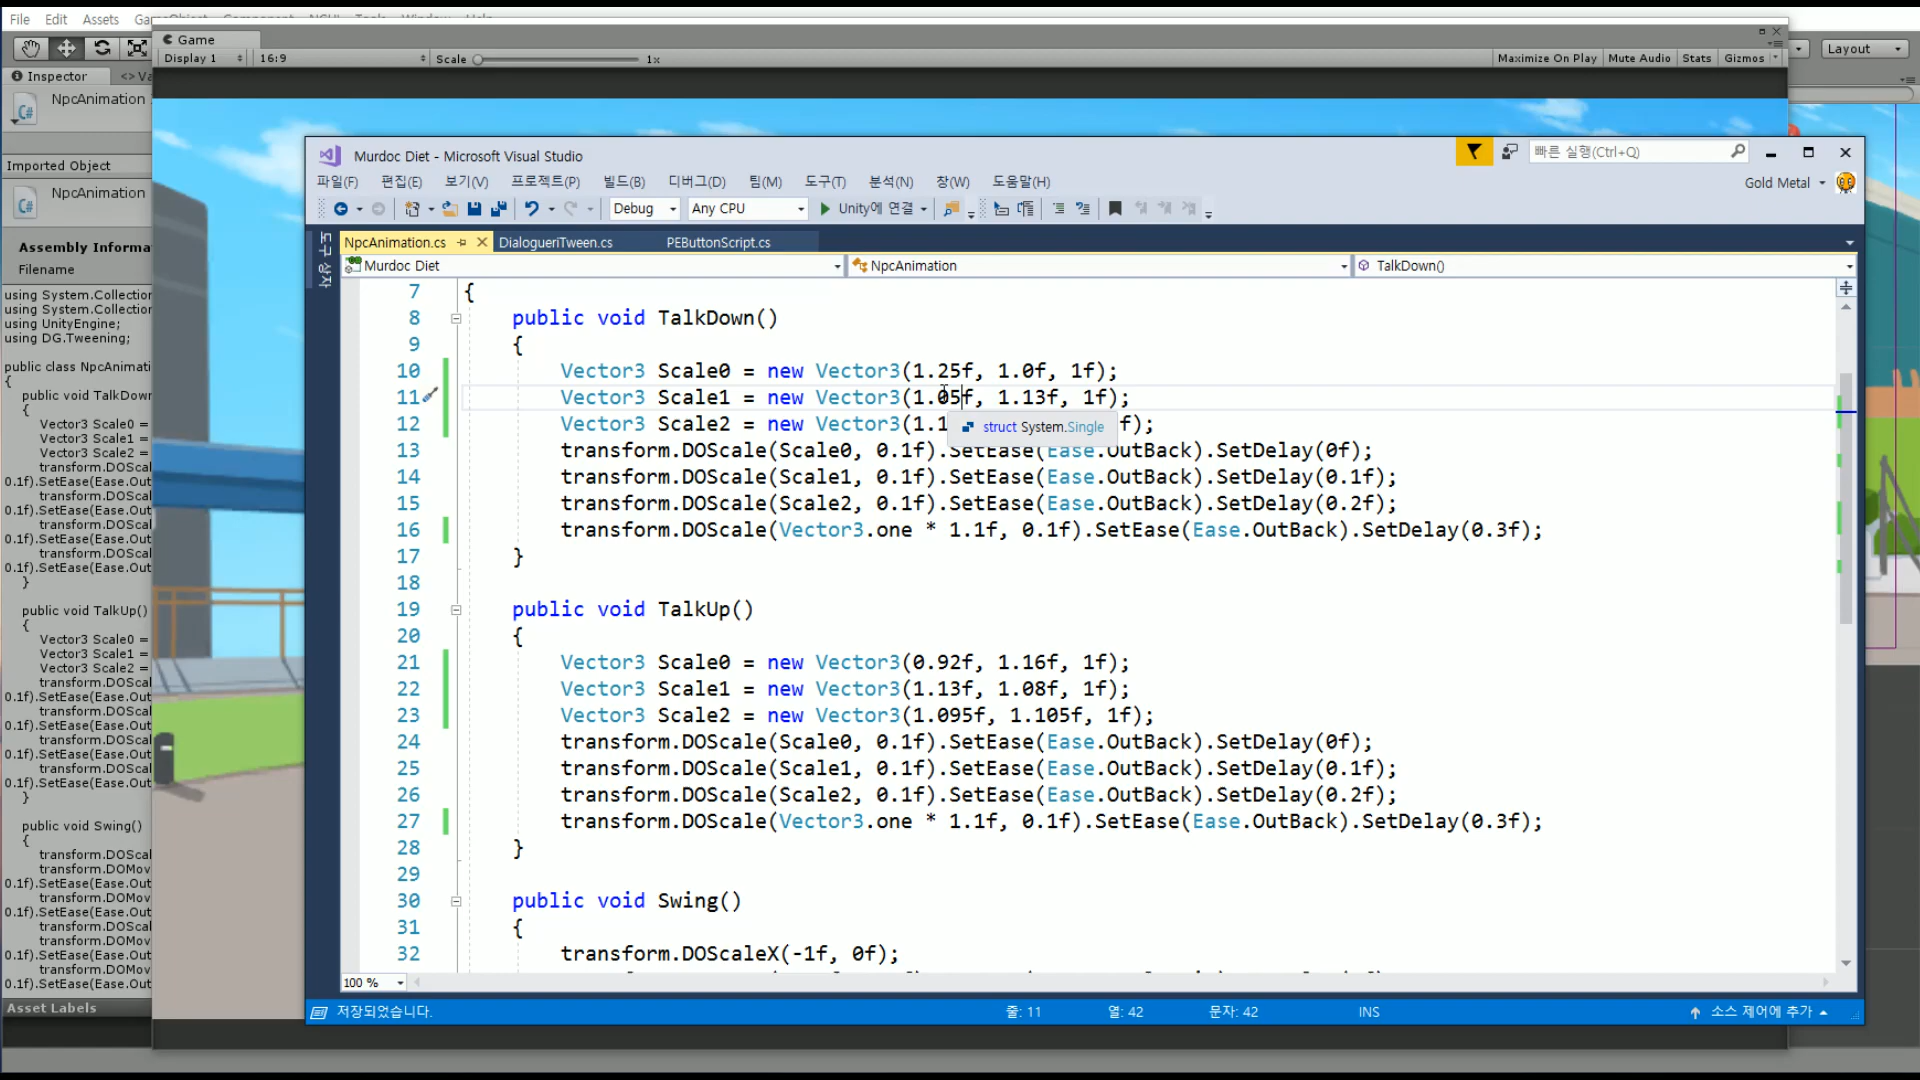 File Edit Assets
Game
Display 1 16:9 Scale 1x Maximize On Play Mute Audio Stats Gizmos
Layout
Inspector
NpcAnimation
Imported Object
NpcAnimation
Assembly Informa
Filename
using System.Collection
using System.Collection
using UnityEngine;
using DG.Tweening;
public class NpcAnimati
{
public void TalkDown
{
Vector3 Scale0 =
Vector3 Scale1 =
Vector3 Scale2 =
transform.DOSca
0.1f).SetEase(Ease.Out
transform.DOScal
0.1f).SetEase(Ease.Out
transform.DOScal
0.1f).SetEase(Ease.Out
transform.DOScal
0.1f).SetEase(Ease.Out
}
public void TalkUp()
{
Vector3 Scale0 =
Vector3 Scale1 =
Vector3 Scale2 =
transform.DOScal
0.1f).SetEase(Ease.Out
transform.DOScal
0.1f).SetEase(Ease.Out
transform.DOScal
0.1f).SetEase(Ease.Out
transform.DOScal
0.1f).SetEase(Ease.Out
}
public void Swing()
{
transform.DOScal
transform.DOMov
0.1f).SetEase(Ease.Out
transform.DOMov
0.1f).SetEase(Ease.Out
transform.DOScal
transform.DOMov
0.1f).SetEase(Ease.Out
transform.DOMov
0.1f).SetEase(Ease.Out
Asset Labels
Murdoc Diet - Microsoft Visual Studio
빠른 실행(Ctrl+Q)
파일(F) 편집(E) 보기(V) 프로젝트(P) 빌드(B) 디버그(D) 팀(M) 도구(T) 분석(N) 창(W) 도움말(H)
Gold Metal
Debug Any CPU Unity에 연결
도구 상자
NpcAnimation.cs DialogueriTween.cs PEButtonScript.cs
Murdoc Diet NpcAnimation TalkDown()
7 {
8 public void TalkDown()
9 {
10 Vector3 Scale0 = new Vector3(1.25f, 1.0f, 1f);
11 Vector3 Scale1 = new Vector3(1.05f, 1.13f, 1f);
12 Vector3 Scale2 = new Vector3(1.1 f);
struct System.Single
13 transform.DOScale(Scale0, 0.1f).SetEase(Ease.OutBack).SetDelay(0f);
14 transform.DOScale(Scale1, 0.1f).SetEase(Ease.OutBack).SetDelay(0.1f);
15 transform.DOScale(Scale2, 0.1f).SetEase(Ease.OutBack).SetDelay(0.2f);
16 transform.DOScale(Vector3.one * 1.1f, 0.1f).SetEase(Ease.OutBack).SetDelay(0.3f);
17 }
18
19 public void TalkUp()
20 {
21 Vector3 Scale0 = new Vector3(0.92f, 1.16f, 1f);
22 Vector3 Scale1 = new Vector3(1.13f, 1.08f, 1f);
23 Vector3 Scale2 = new Vector3(1.095f, 1.105f, 1f);
24 transform.DOScale(Scale0, 0.1f).SetEase(Ease.OutBack).SetDelay(0f);
25 transform.DOScale(Scale1, 0.1f).SetEase(Ease.OutBack).SetDelay(0.1f);
26 transform.DOScale(Scale2, 0.1f).SetEase(Ease.OutBack).SetDelay(0.2f);
27 transform.DOScale(Vector3.one * 1.1f, 0.1f).SetEase(Ease.OutBack).SetDelay(0.3f);
28 }
29
30 public void Swing()
31 {
32 transform.DOScaleX(-1f, 0f);
100 %
저장되었습니다. 줄: 11 열: 42 문자: 42 INS 소스 제어에 추가